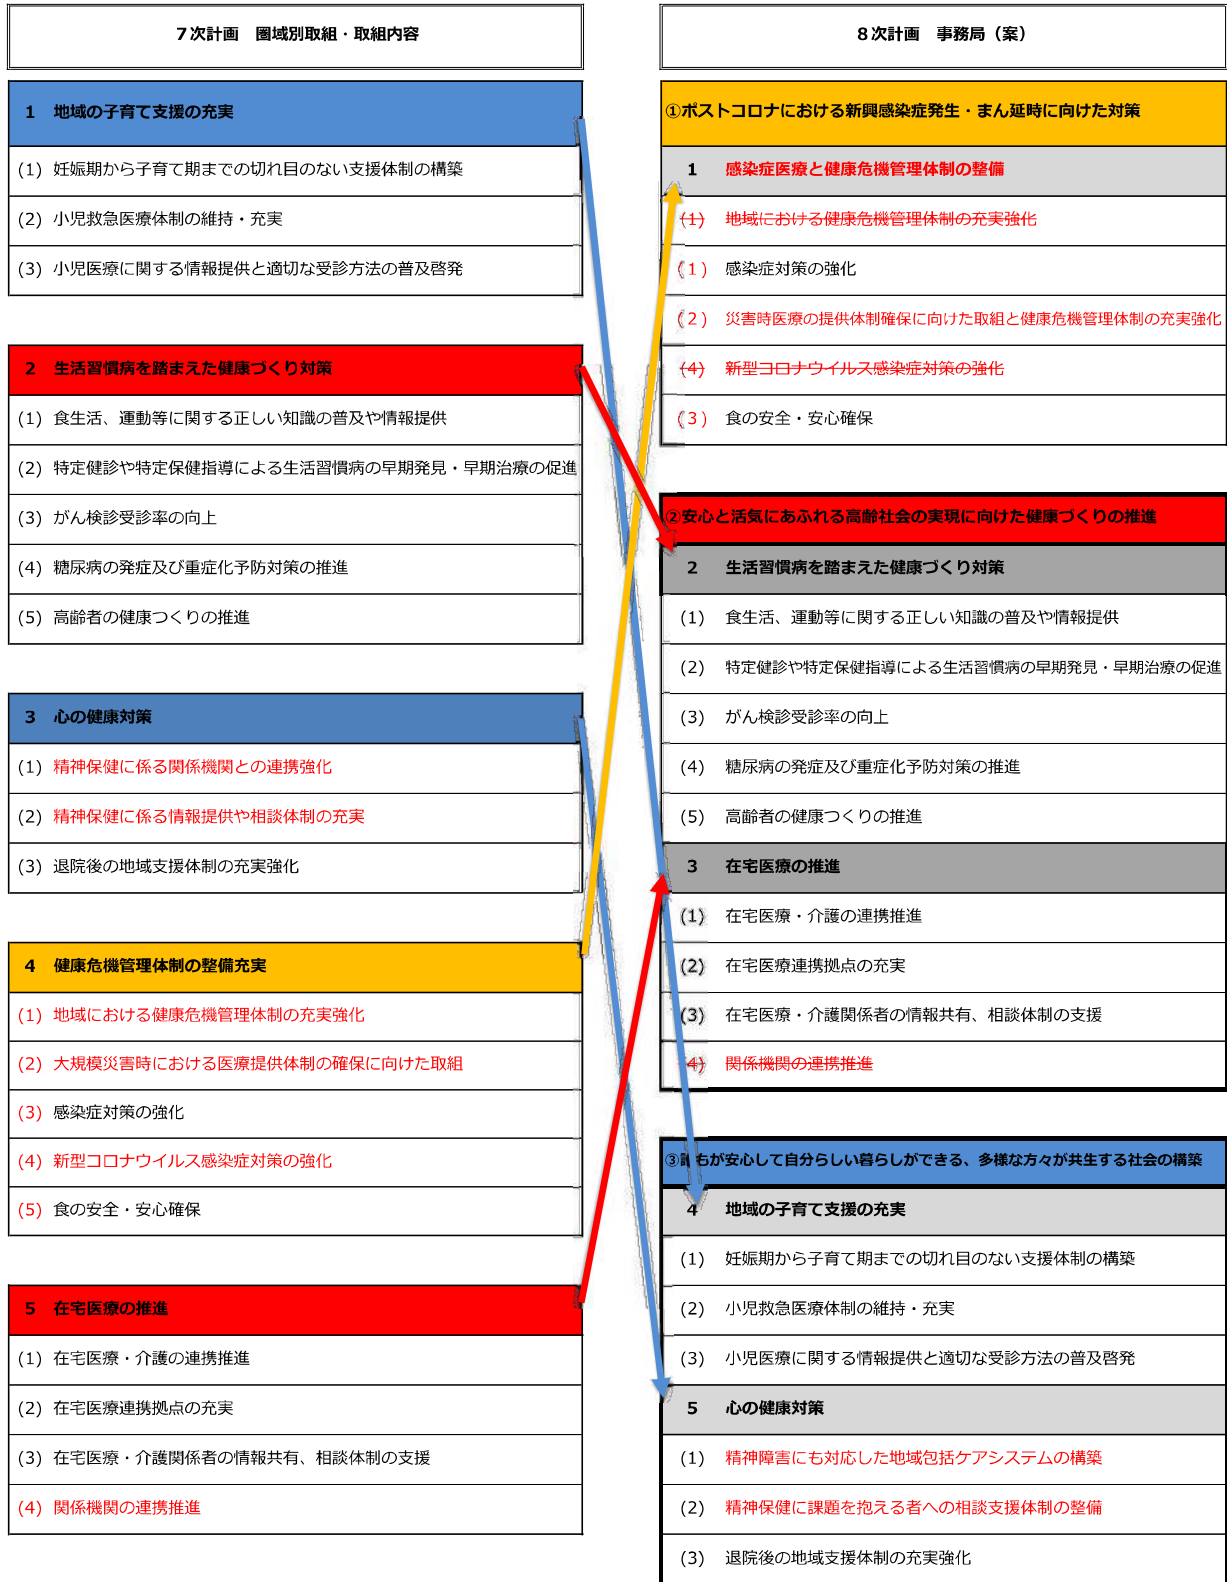 7次計画　圏域別取組・取組内容
1　地域の子育て支援の充実
(1) 妊娠期から子育て期までの切れ目のない支援体制の構築
(2) 小児救急医療体制の維持・充実
(3) 小児医療に関する情報提供と適切な受診方法の普及啓発
2　生活習慣病を踏まえた健康づくり対策
(1) 食生活、運動等に関する正しい知識の普及や情報提供
(2) 特定健診や特定保健指導による生活習慣病の早期発見・早期治療の促進
(3) がん検診受診率の向上
(4) 糖尿病の発症及び重症化予防対策の推進
(5) 高齢者の健康つくりの推進
3　心の健康対策
(1) 精神保健に係る関係機関との連携強化
(2) 精神保健に係る情報提供や相談体制の充実
(3) 退院後の地域支援体制の充実強化
4　健康危機管理体制の整備充実
(1) 地域における健康危機管理体制の充実強化
(2) 大規模災害時における医療提供体制の確保に向けた取組
(3) 感染症対策の強化
(4) 新型コロナウイルス感染症対策の強化
(5) 食の安全・安心確保
5　在宅医療の推進
(1) 在宅医療・介護の連携推進
(2) 在宅医療連携拠点の充実
(3) 在宅医療・介護関係者の情報共有、相談体制の支援
(4) 関係機関の連携推進
8次計画　事務局（案）
①ポストコロナにおける新興感染症発生・まん延時に向けた対策
1　感染症医療と健康危機管理体制の整備
(1)　地域における健康危機管理体制の充実強化
(1)　感染症対策の強化
(2)　災害時医療の提供体制確保に向けた取組と健康危機管理体制の充実強化
(4)　新型コロナウイルス感染症対策の強化
(3)　食の安全・安心確保
②安心と活気にあふれる高齢社会の実現に向けた健康づくりの推進
2　生活習慣病を踏まえた健康づくり対策
(1)　食生活、運動等に関する正しい知識の普及や情報提供
(2)　特定健診や特定保健指導による生活習慣病の早期発見・早期治療の促進
(3)　がん検診受診率の向上
(4)　糖尿病の発症及び重症化予防対策の推進
(5)　高齢者の健康つくりの推進
3　在宅医療の推進
(1)　在宅医療・介護の連携推進
(2)　在宅医療連携拠点の充実
(3)　在宅医療・介護関係者の情報共有、相談体制の支援
(4)　関係機関の連携推進
③誰もが安心して自分らしい暮らしができる、多様な方々が共生する社会の構築
4　地域の子育て支援の充実
(1)　妊娠期から子育て期までの切れ目のない支援体制の構築
(2)　小児救急医療体制の維持・充実
(3)　小児医療に関する情報提供と適切な受診方法の普及啓発
5　心の健康対策
(1)　精神障害にも対応した地域包括ケアシステムの構築
(2)　精神保健に課題を抱える者への相談支援体制の整備
(3)　退院後の地域支援体制の充実強化